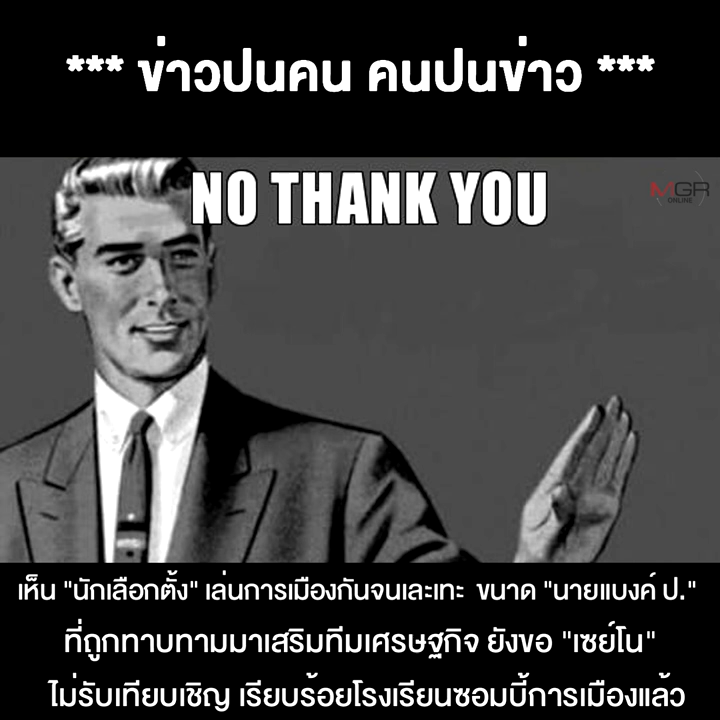 *** ข่าวปนคน คนปนข่าว ***
NO THANK YOU
MGR
ONLINE
เห็น "นักเลือกตั้ง" เล่นการเมืองกันจนเละเทะ ขนาด "นายแบงค์ ป."
ที่ถูกทาบทามมาเสริมทีมเศรษฐกิจ ยังขอ "เซย์โน"
ไม่รับเทียบเชิญ เรียบร้อยโรงเรียนซอมบี้การเมืองแล้ว